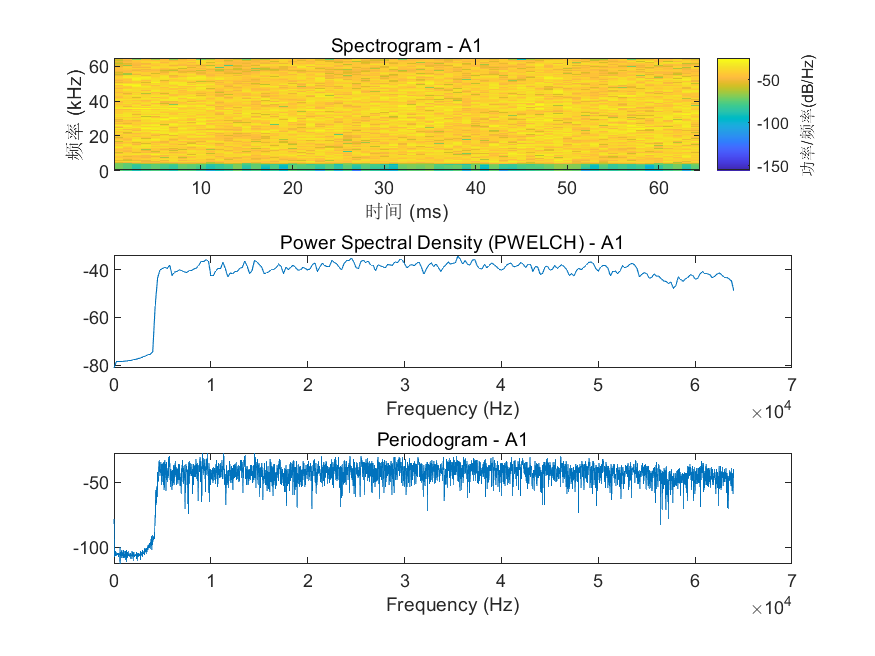 Spectrogram - A1
60
40
20
0
频率 (kHz)
10 20 30 40 50 60
时间 (ms)
-50
-100
-150
功率/频率(dB/Hz)
Power Spectral Density (PWELCH) - A1
-40
-60
-80
0 1 2 3 4 5 6 7
Frequency (Hz)
×10^4
Periodogram - A1
-50
-100
0 1 2 3 4 5 6 7
Frequency (Hz)
×10^4